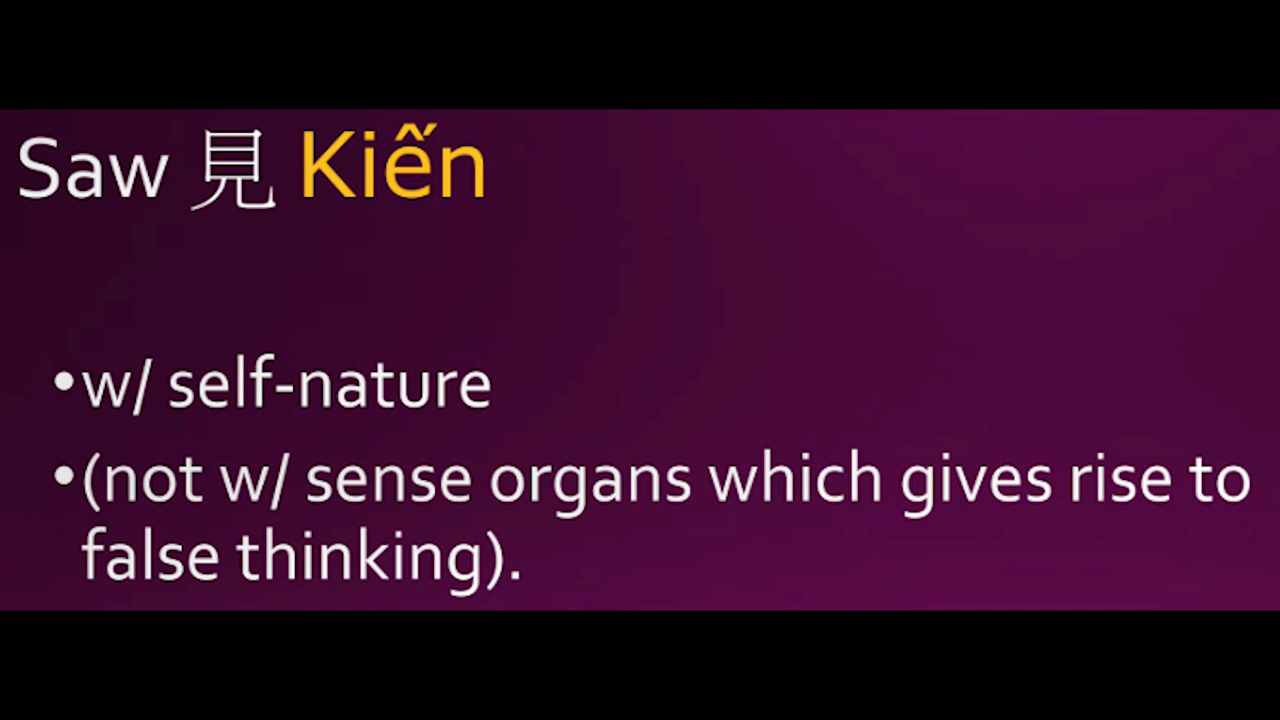 Saw 見 Kiến
•w/ self-nature
•(not w/ sense organs which gives rise to
false thinking).